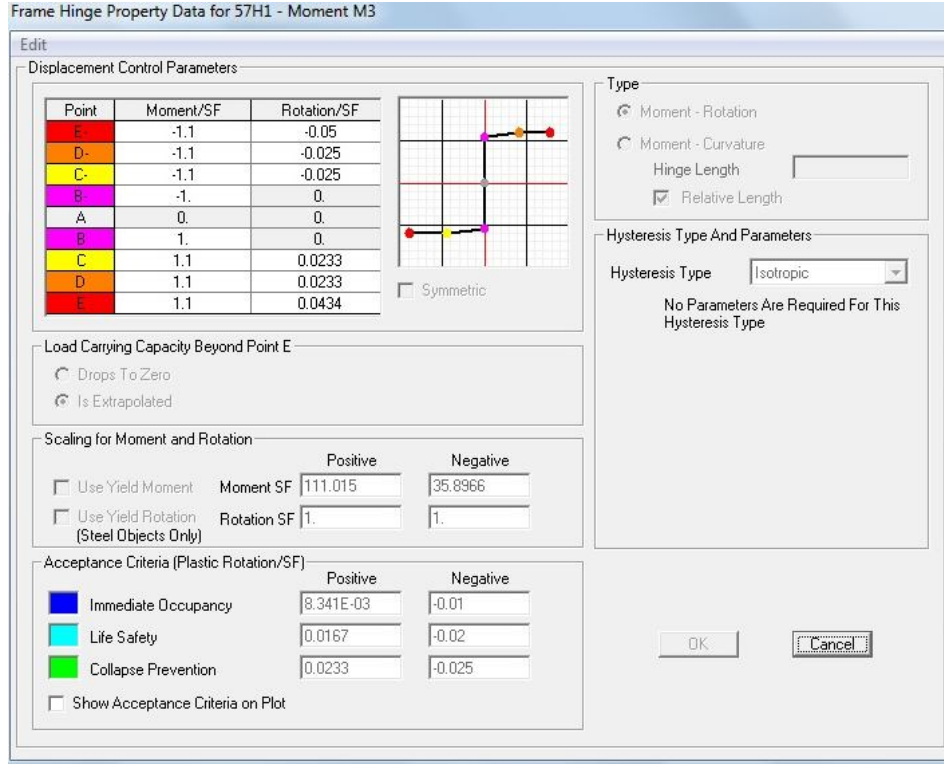 Frame Hinge Property Data for 57H1 - Moment M3
Edit
Displacement Control Parameters
Point Moment/SF Rotation/SF
E- -1.1 -0.05
D- -1.1 -0.025
C- -1.1 -0.025
B- -1. 0.
A 0. 0.
B 1. 0.
C 1.1 0.0233
D 1.1 0.0233
E 1.1 0.0434
Symmetric
Load Carrying Capacity Beyond Point E
Drops To Zero
Is Extrapolated
Scaling for Moment and Rotation
Positive Negative
Use Yield Moment Moment SF 111.015 35.8966
Use Yield Rotation Rotation SF 1. 1.
(Steel Objects Only)
Acceptance Criteria (Plastic Rotation/SF)
Positive Negative
Immediate Occupancy 8.341E-03 -0.01
Life Safety 0.0167 -0.02
Collapse Prevention 0.0233 -0.025
Show Acceptance Criteria on Plot
Type
Moment - Rotation
Moment - Curvature
Hinge Length
Relative Length
Hysteresis Type And Parameters
Hysteresis Type Isotropic
No Parameters Are Required For This
Hysteresis Type
OK Cancel